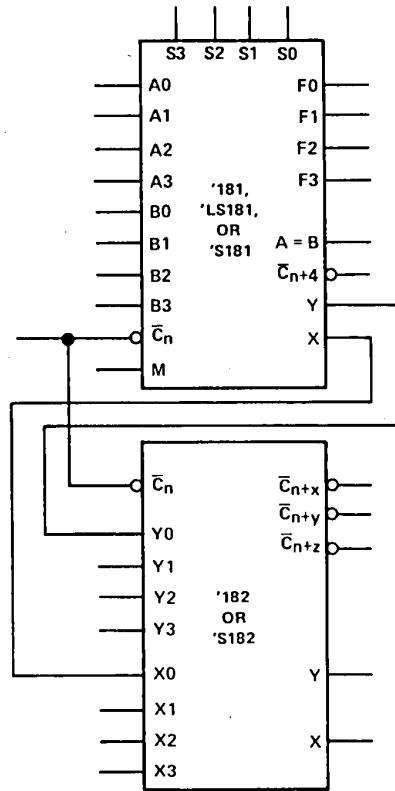 S3 S2 S1 S0
A0
A1
A2
A3
B0
B1
B2
B3
C̅n
M
'181,
'LS181,
OR
'S181
F0
F1
F2
F3
A = B
C̅n+4
Y
X
C̅n
Y0
Y1
Y2
Y3
X0
X1
X2
X3
'182
OR
'S182
C̅n+x
C̅n+y
C̅n+z
Y
X